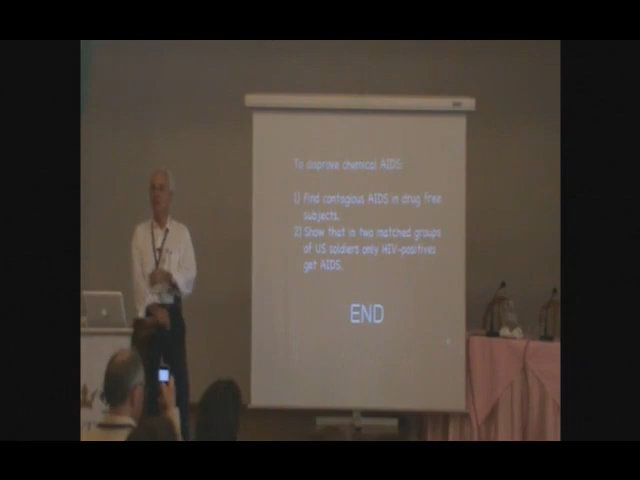 To disprove chemical AIDS:
1) Find contagious AIDS in drug free
subjects.
2) Show that in two matched groups
of US soldiers only HIV-positives
get AIDS.
END